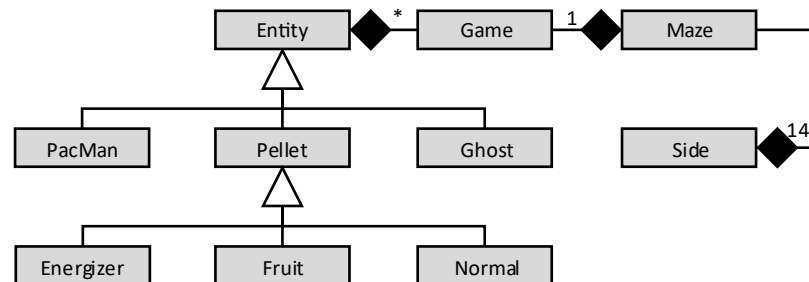 Entity * Game 1 Maze
PacMan Pellet Ghost Side 14
Energizer Fruit Normal